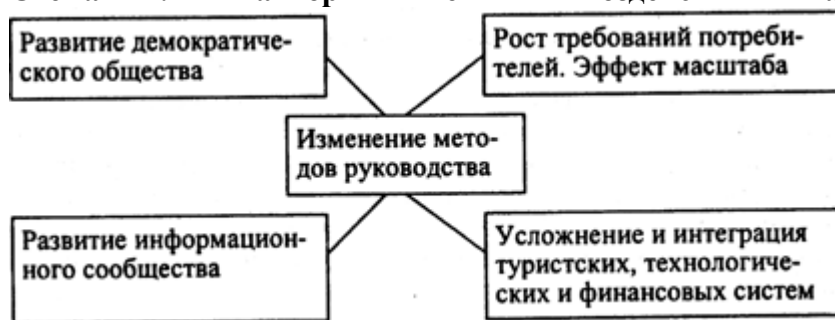 Развитие демократиче-
ского общества
Рост требований потреби-
телей. Эффект масштаба
Изменение мето-
дов руководства
Развитие информацион-
ного сообщества
Усложнение и интеграция
туристских, технологиче-
ских и финансовых систем